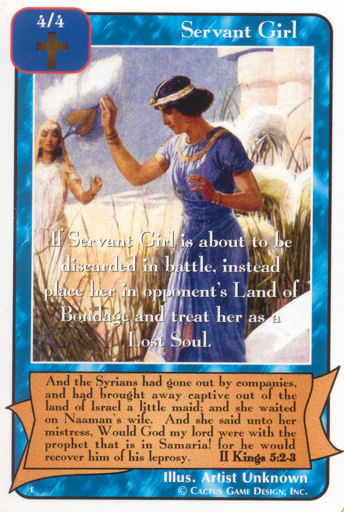 4/4
Servant Girl
If Servant Girl is about to be
discarded in battle, instead
place her in opponent's Land of
Bondage and treat her as a
Lost Soul.
And the Syrians had gone out by companies,
and had brought away captive out of the
land of Israel a little maid; and she waited
on Naaman's wife. And she said unto her
mistress, Would God my lord were with the
prophet that is in Samaria! for he would
recover him of his leprosy. II Kings 5:2-3
Illus. Artist Unknown
E © Cactus Game Design, Inc.